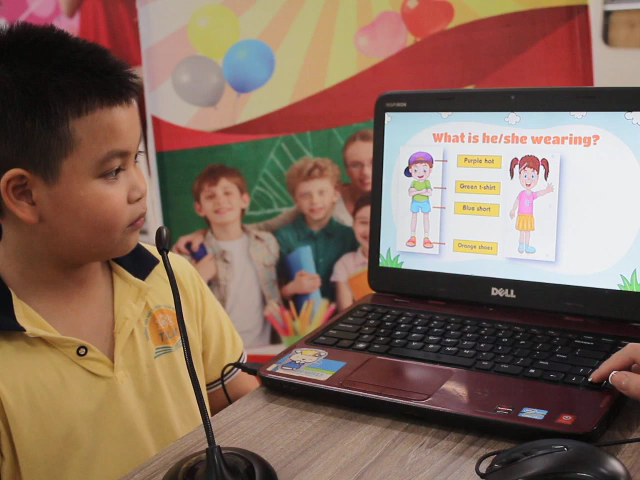 What is he/she wearing?
Purple hat
Green t-shirt
Blue short
Orange shoes
DELL